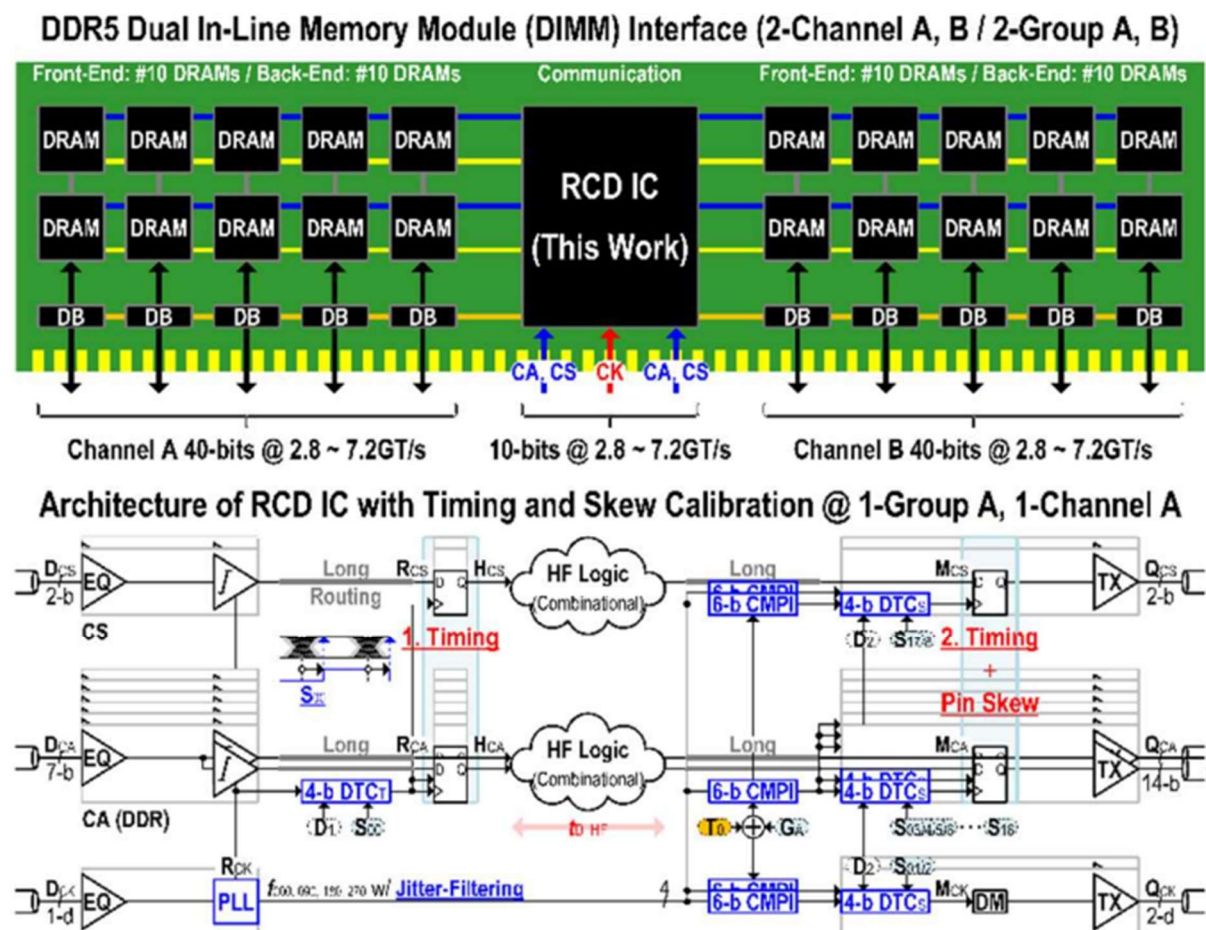 DDR5 Dual In-Line Memory Module (DIMM) Interface (2-Channel A, B / 2-Group A, B)
Front-End: #10 DRAMs / Back-End: #10 DRAMs Communication Front-End: #10 DRAMs / Back-End: #10 DRAMs
DRAM DRAM DRAM DRAM DRAM DRAM DRAM DRAM DRAM DRAM
RCD IC
(This Work)
DRAM DRAM DRAM DRAM DRAM DRAM DRAM DRAM DRAM DRAM
DB DB DB DB DB DB DB DB DB DB
CA, CS CK CA, CS
Channel A 40-bits @ 2.8 ~ 7.2GT/s 10-bits @ 2.8 ~ 7.2GT/s Channel B 40-bits @ 2.8 ~ 7.2GT/s
Architecture of RCD IC with Timing and Skew Calibration @ 1-Group A, 1-Channel A
DCS EQ Long RCS D Q HCS HF Logic Long MCS D Q TX QCS
2-b Routing (Combinational) 6-b CMPI 4-b DTCS 2-b
CS 1. Timing D2 S17/8 2. Timing
+
Pin Skew
DCA EQ Long RCA D Q HCA HF Logic Long MCA D Q TX QCA
7-b (Combinational) 14-b
4-b DTCT 6-b CMPI 4-b DTCS
CA (DDR) D1 S00 tD HF T0 + GA S03/4/5/6 ··· S16
RCK D2 S01/2
DCK EQ PLL w/ Jitter-Filtering 4 6-b CMPI 4-b DTCS MCK DM TX QCK
1-d 2-d